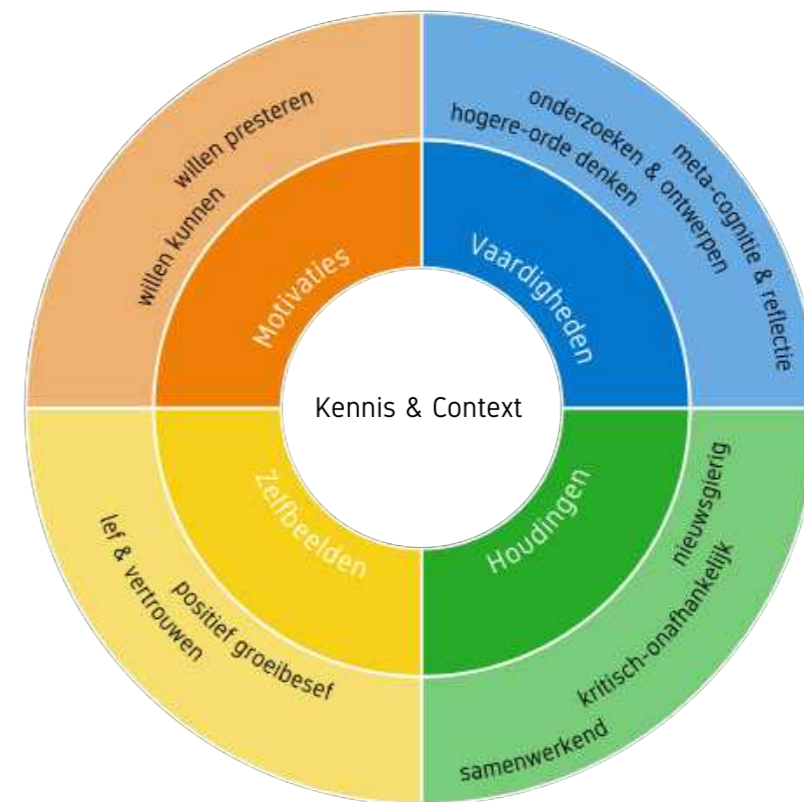 willen presteren
willen kunnen
Motivaties
onderzoeken & ontwerpen
hogere-orde denken
meta-cognitie & reflectie
Vaardigheden
Kennis & Context
Zelfbeelden
lef & vertrouwen
positief groeibesef
Houdingen
nieuwsgierig
kritisch-onafhankelijk
samenwerkend